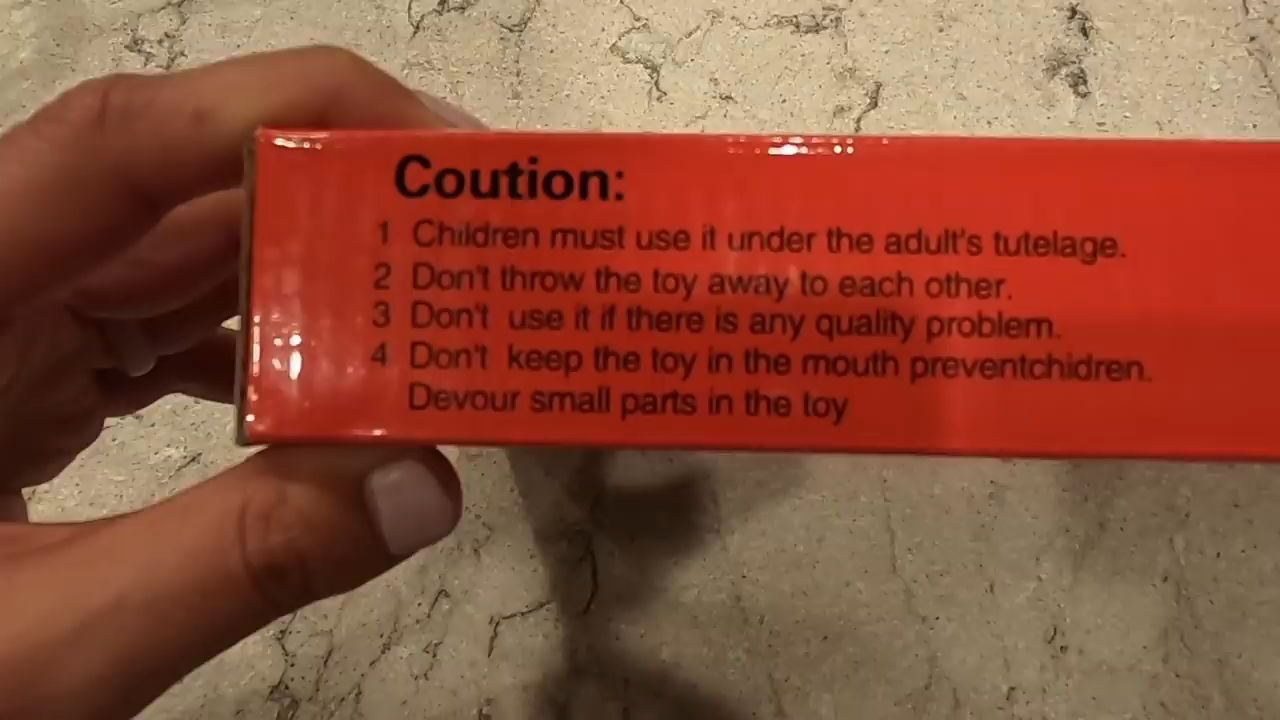 Coution:
1 Children must use it under the adult's tutelage.
2 Don't throw the toy away to each other.
3 Don't use it if there is any quality problem.
4 Don't keep the toy in the mouth preventchidren.
Devour small parts in the toy